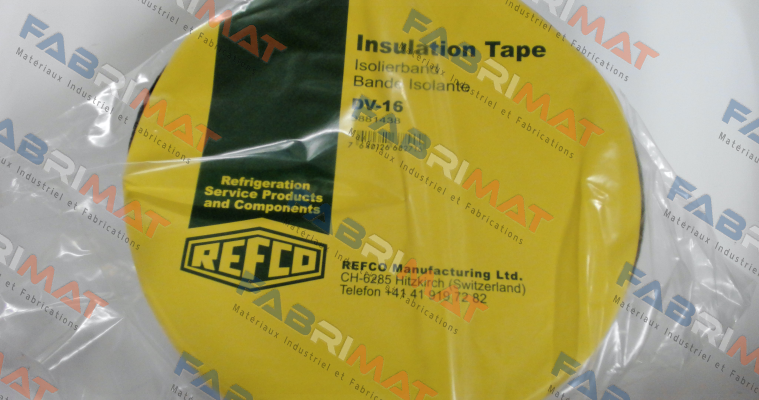 Insulation Tape
Isolierband
Bande Isolante
DV-16
Refrigeration
Service Products
and Components
REFCO
REFCO Manufacturing Ltd.
CH-6285 Hitzkirch (Switzerland)
Telefon +41 41 919 72 82
FABRIMAT
Matériaux Industriel et Fabrications